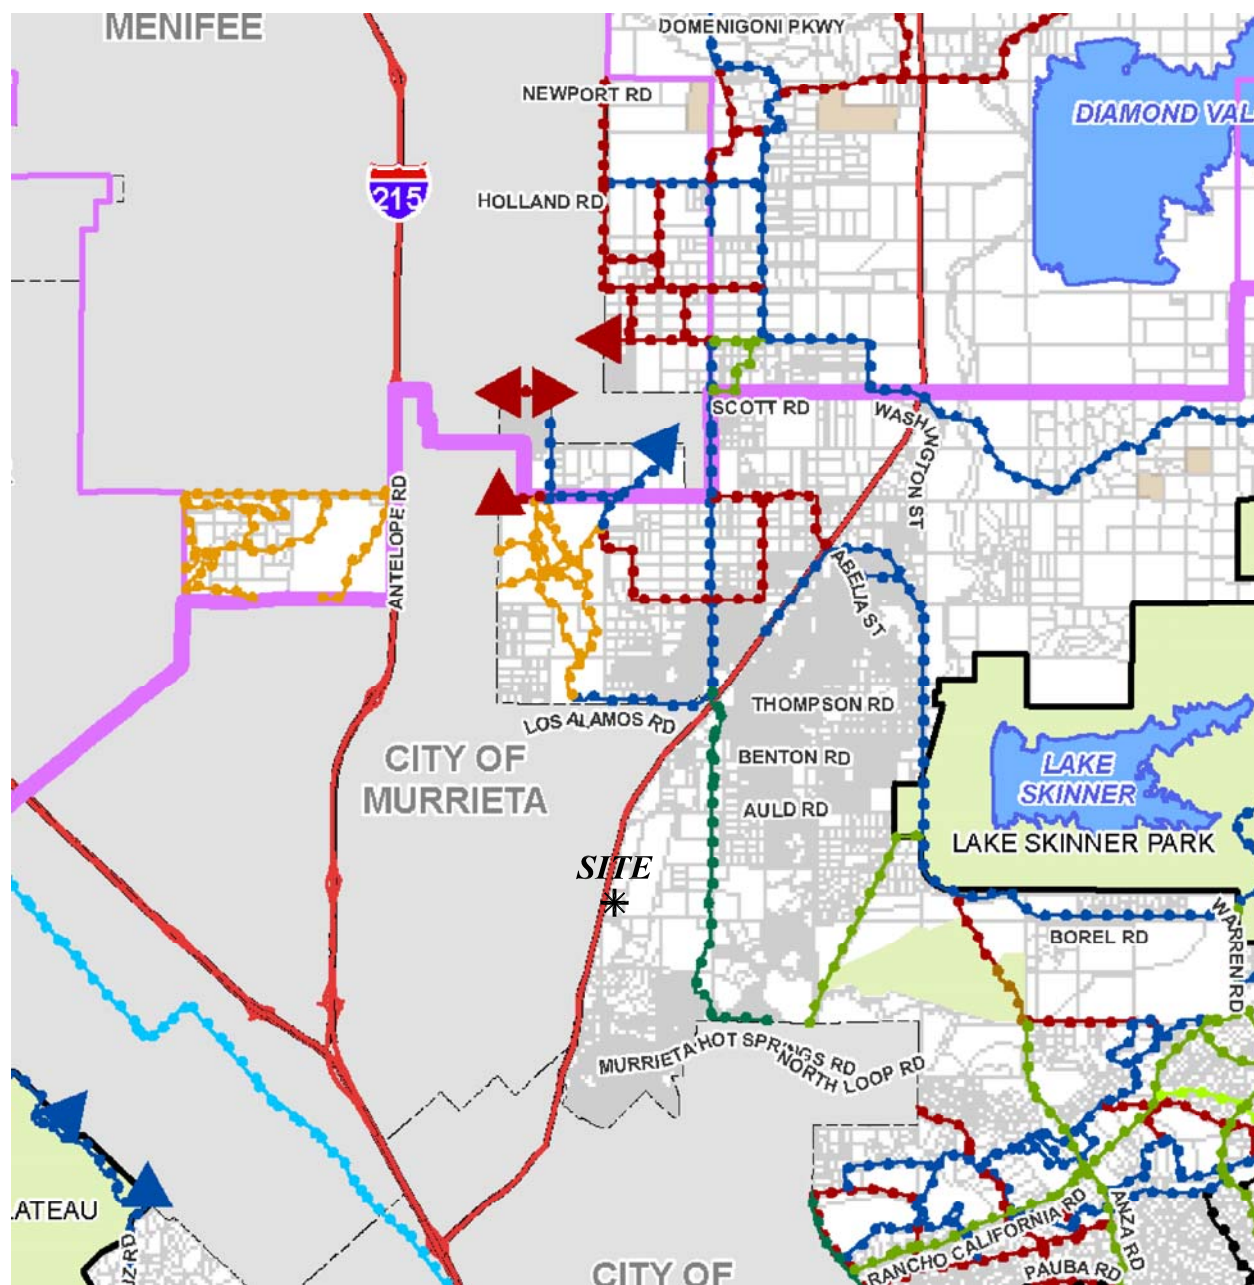 MENIFEE
DOMENIGONI PKWY
NEWPORT RD
DIAMOND VAL
215
HOLLAND RD
SCOTT RD
WASHINGTON ST
ANTELOPE RD
ABELIA ST
THOMPSON RD
LOS ALAMOS RD
BENTON RD
CITY OF
MURRIETA
AULD RD
LAKE
SKINNER
LAKE SKINNER PARK
SITE
WARREN RD
BOREL RD
MURRIETA HOT SPRINGS RD
NORTH LOOP RD
LATEAU
IZ RD
RANCHO CALIFORNIA RD
ANZA RD
PAUBA RD
CITY OF